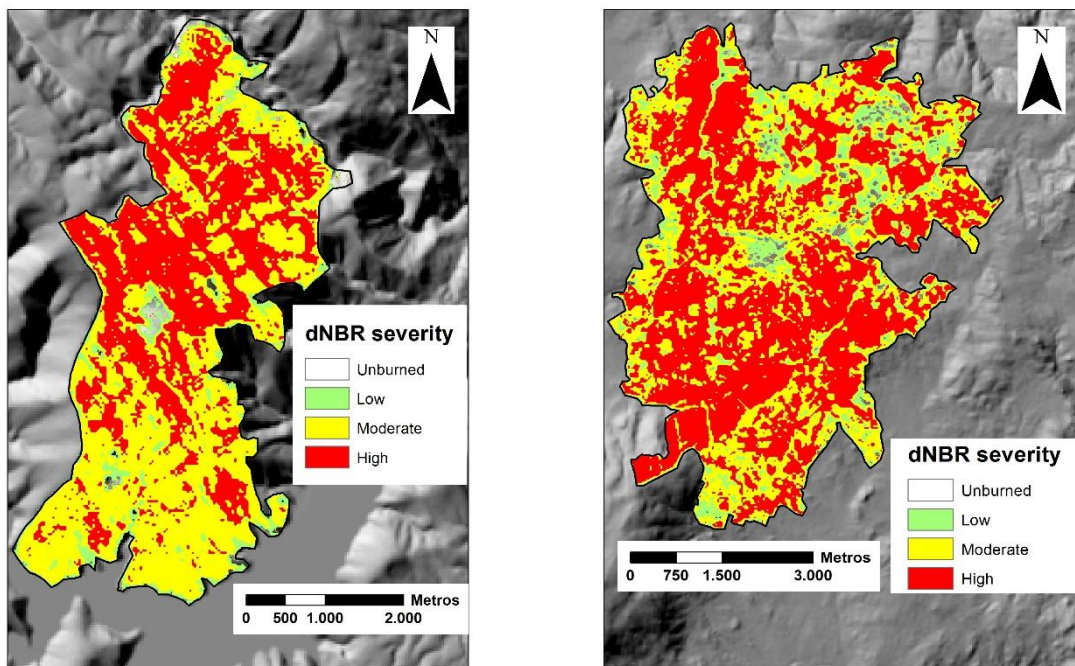 N
dNBR severity
Unburned
Low
Moderate
High
Metros
0 500 1.000 2.000
N
dNBR severity
Unburned
Low
Moderate
High
Metros
0 750 1.500 3.000